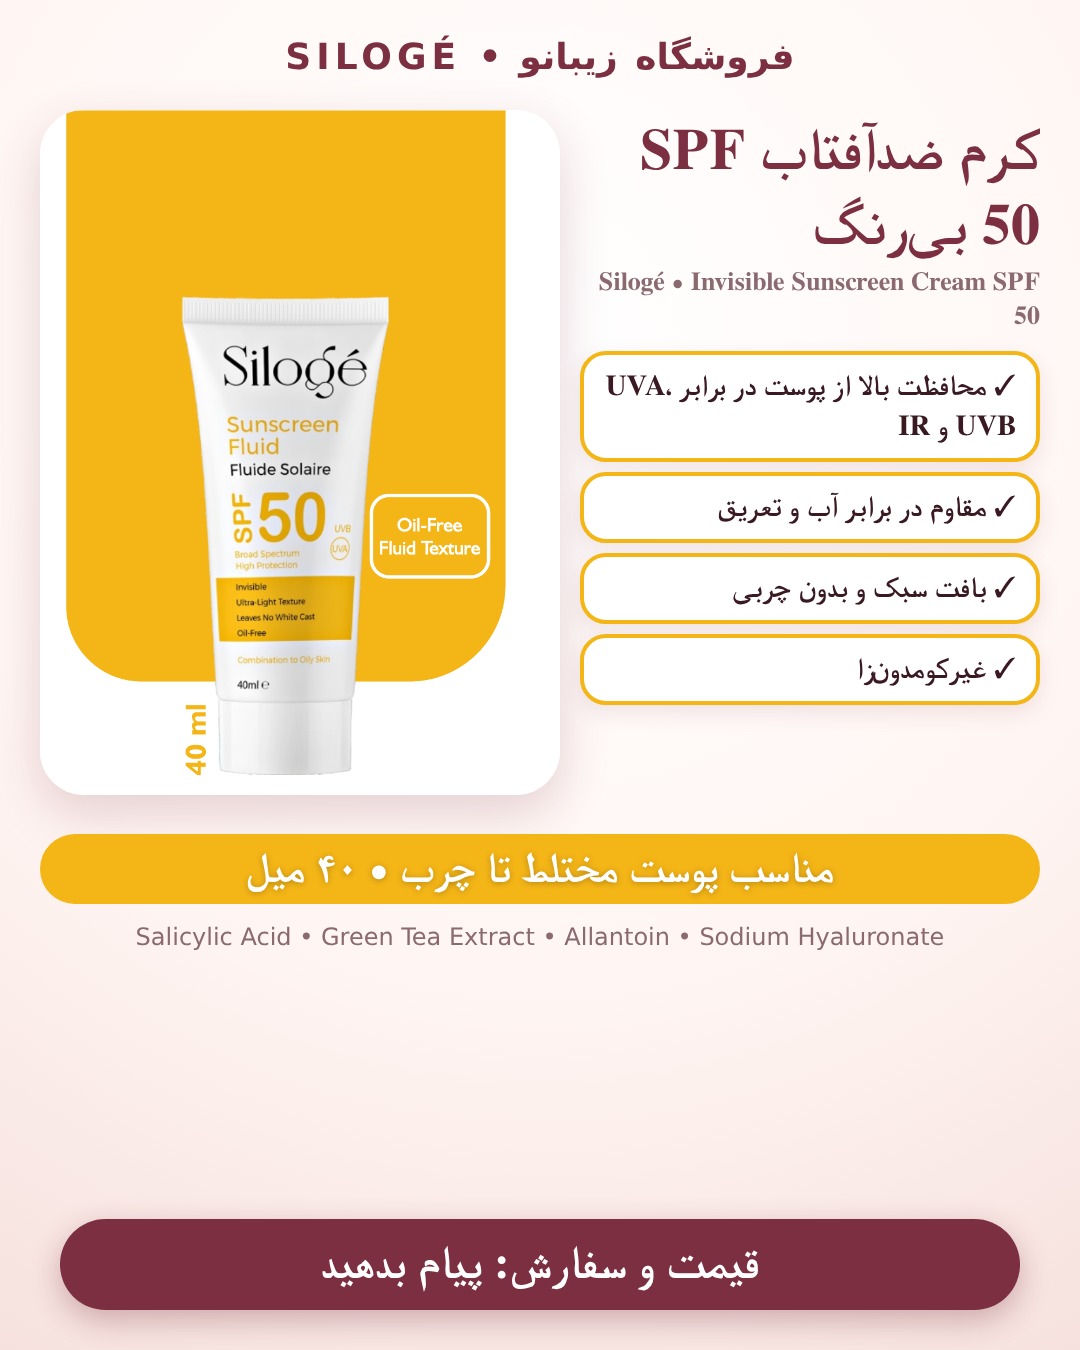 فروشگاه زیبانو • SILOGÉ
کرم ضدآفتاب SPF
50 بی‌رنگ
Silogé • Invisible Sunscreen Cream SPF
50
✓ محافظت بالا از پوست در برابر UVA،
UVB و IR
✓ مقاوم در برابر آب و تعریق
✓ بافت سبک و بدون چربی
✓ غیرکومدون‌زا
Silogé
Sunscreen
Fluid
Fluide Solaire
SPF 50
UVB
UVA
Broad Spectrum
High Protection
Invisible
Ultra-Light Texture
Leaves No White Cast
Oil-Free
Combination to Oily Skin
40ml ℮
Oil-Free
Fluid Texture
40 ml
مناسب پوست مختلط تا چرب • ۴۰ میل
Salicylic Acid • Green Tea Extract • Allantoin • Sodium Hyaluronate
قیمت و سفارش: پیام بدهید